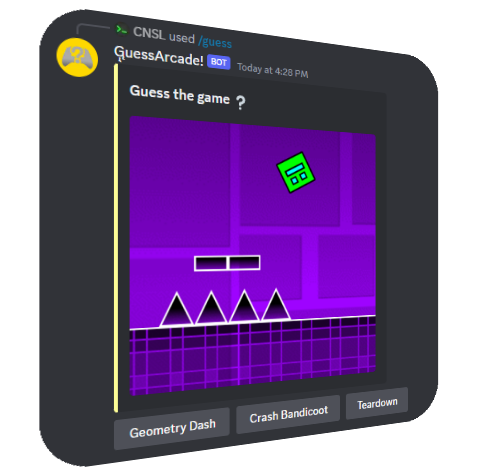 CNSL used /guess
GuessArcade! BOT Today at 4:28 PM
Guess the game ?
Geometry Dash Crash Bandicoot Teardown